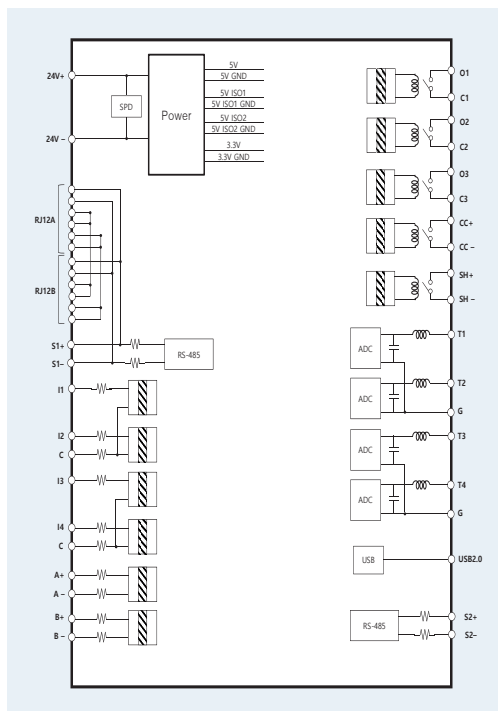 24V+
SPD
24V –
Power
5V
5V GND
5V ISO1
5V ISO1 GND
5V ISO2
5V ISO2 GND
3.3V
3.3V GND
RJ12A
RJ12B
S1+
S1–
RS-485
I1
I2
C
I3
I4
C
A+
A –
B+
B –
O1
C1
O2
C2
O3
C3
CC+
CC –
SH+
SH –
ADC
T1
ADC
T2
G
ADC
T3
ADC
T4
G
USB
USB2.0
RS-485
S2+
S2–